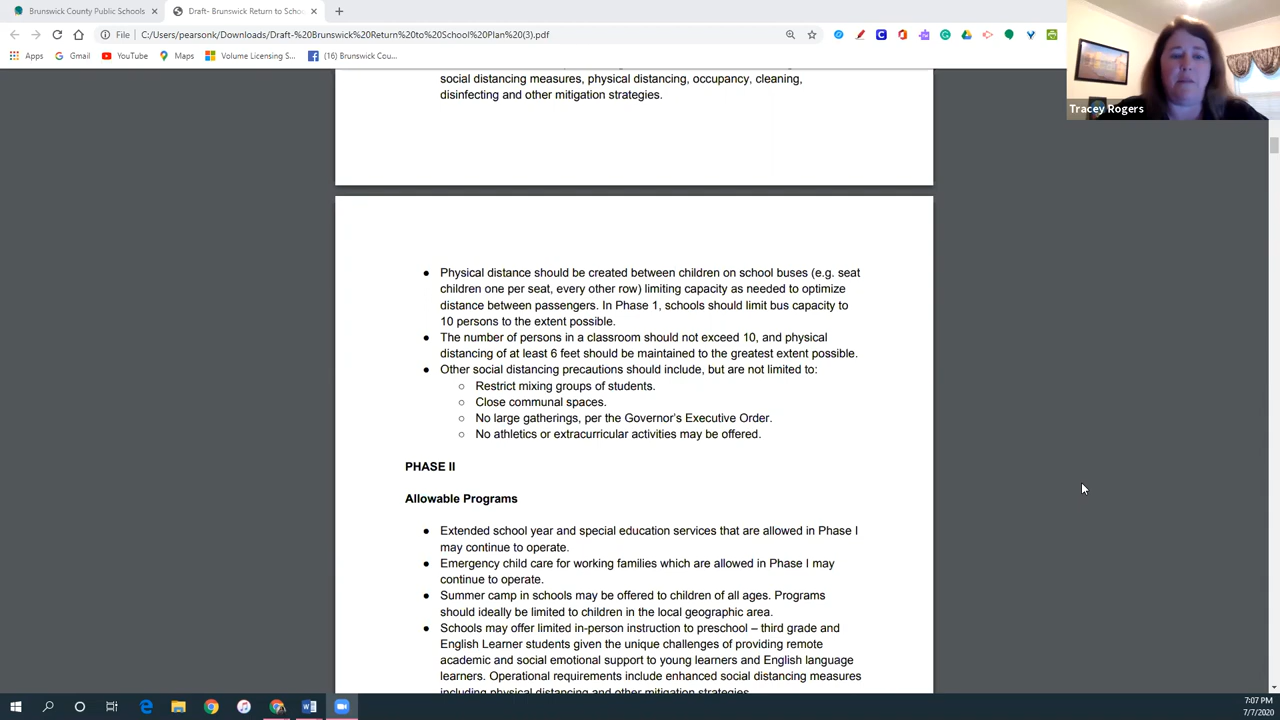 Brunswick County Public Schools
Draft- Brunswick Return to Schoo
File
C:/Users/pearsonk/Downloads/Draft-%20Brunswick%20Return%20to%20School%20Plan%20(3).pdf
Apps
Gmail
YouTube
Maps
Volume Licensing S...
(16) Brunswick Cou...
Tracey Rogers
social distancing measures, physical distancing, occupancy, cleaning,
disinfecting and other mitigation strategies.
● Physical distance should be created between children on school buses (e.g. seat
children one per seat, every other row) limiting capacity as needed to optimize
distance between passengers. In Phase 1, schools should limit bus capacity to
10 persons to the extent possible.
● The number of persons in a classroom should not exceed 10, and physical
distancing of at least 6 feet should be maintained to the greatest extent possible.
● Other social distancing precautions should include, but are not limited to:
○ Restrict mixing groups of students.
○ Close communal spaces.
○ No large gatherings, per the Governor’s Executive Order.
○ No athletics or extracurricular activities may be offered.
PHASE II
Allowable Programs
● Extended school year and special education services that are allowed in Phase I
may continue to operate.
● Emergency child care for working families which are allowed in Phase I may
continue to operate.
● Summer camp in schools may be offered to children of all ages. Programs
should ideally be limited to children in the local geographic area.
● Schools may offer limited in-person instruction to preschool – third grade and
English Learner students given the unique challenges of providing remote
academic and social emotional support to young learners and English language
learners. Operational requirements include enhanced social distancing measures
including physical distancing and other mitigation strategies.
7:07 PM
7/7/2020